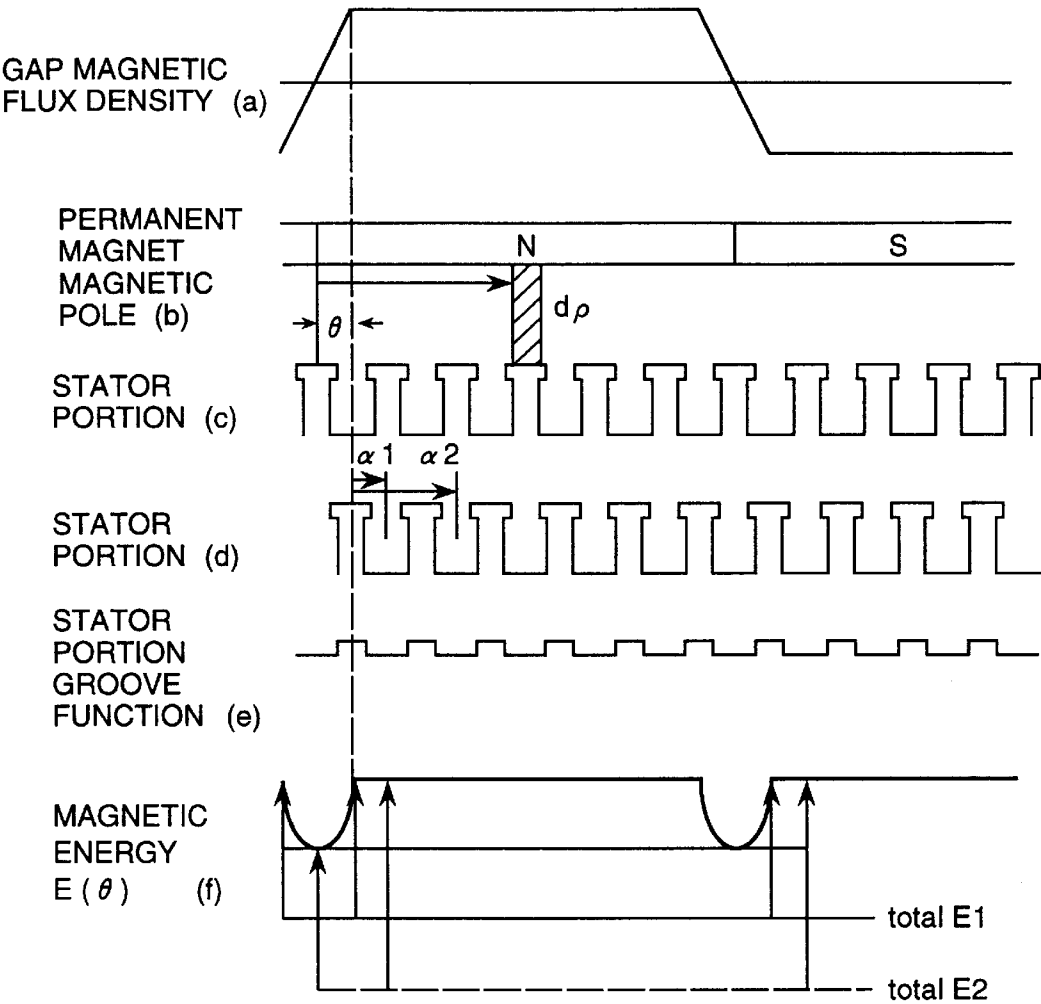 GAP MAGNETIC
FLUX DENSITY (a)
PERMANENT
MAGNET
MAGNETIC
POLE (b)
N
S
θ
dρ
STATOR
PORTION (c)
α1 α2
STATOR
PORTION (d)
STATOR
PORTION
GROOVE
FUNCTION (e)
MAGNETIC
ENERGY
E(θ) (f)
total E1
total E2